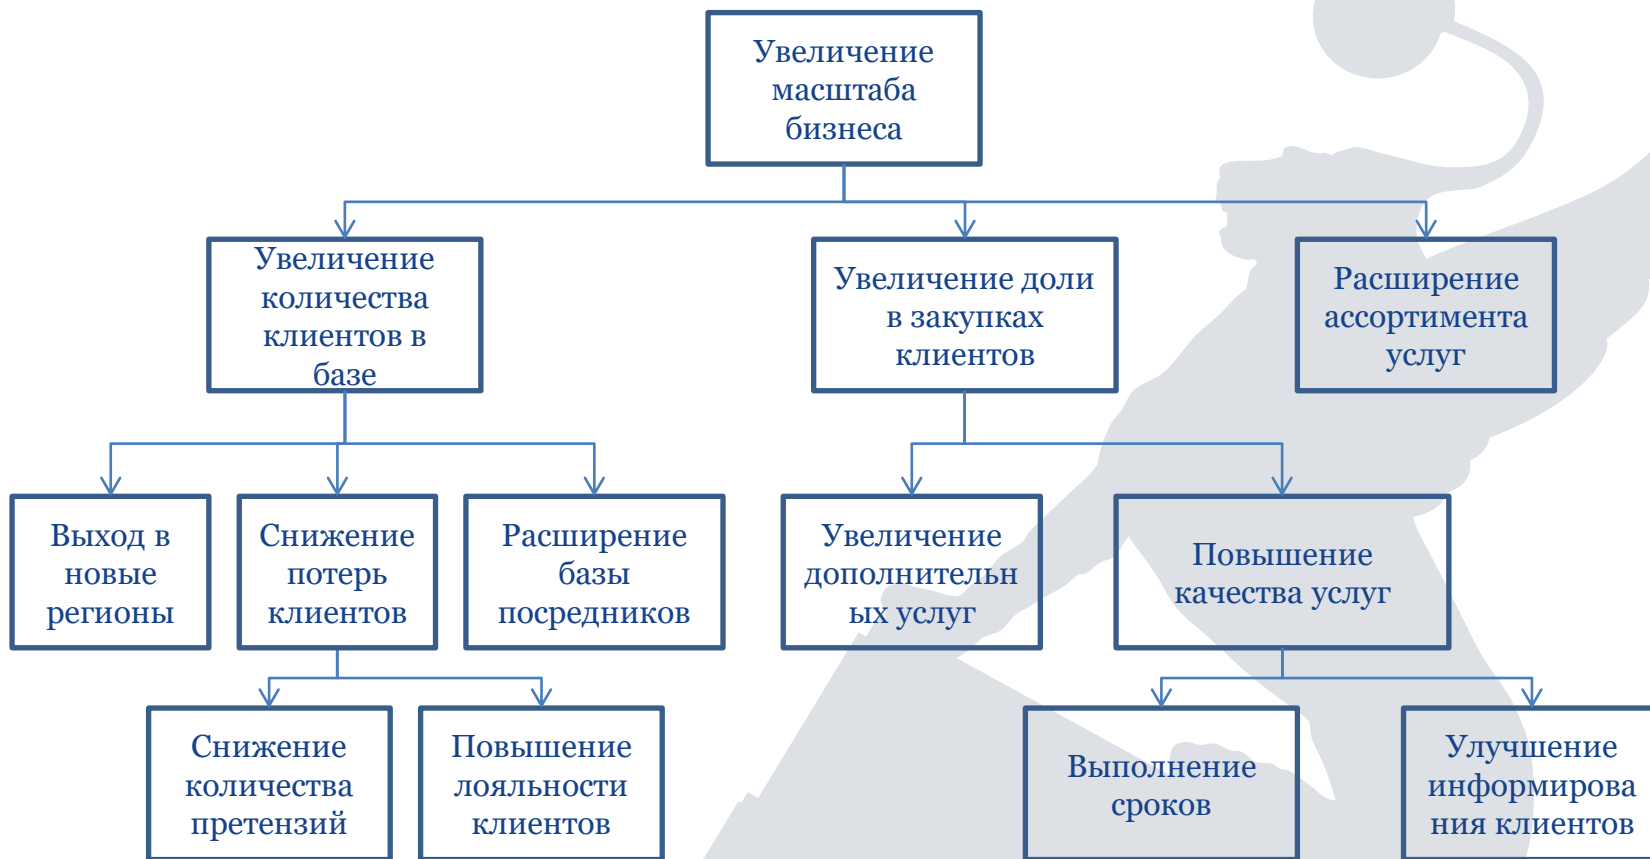 Увеличение
масштаба
бизнеса
Увеличение
количества
клиентов в
базе
Увеличение доли
в закупках
клиентов
Расширение
ассортимента
услуг
Выход в
новые
регионы
Снижение
потерь
клиентов
Расширение
базы
посредников
Увеличение
дополнительн
ых услуг
Повышение
качества услуг
Снижение
количества
претензий
Повышение
лояльности
клиентов
Выполнение
сроков
Улучшение
информирова
ния клиентов